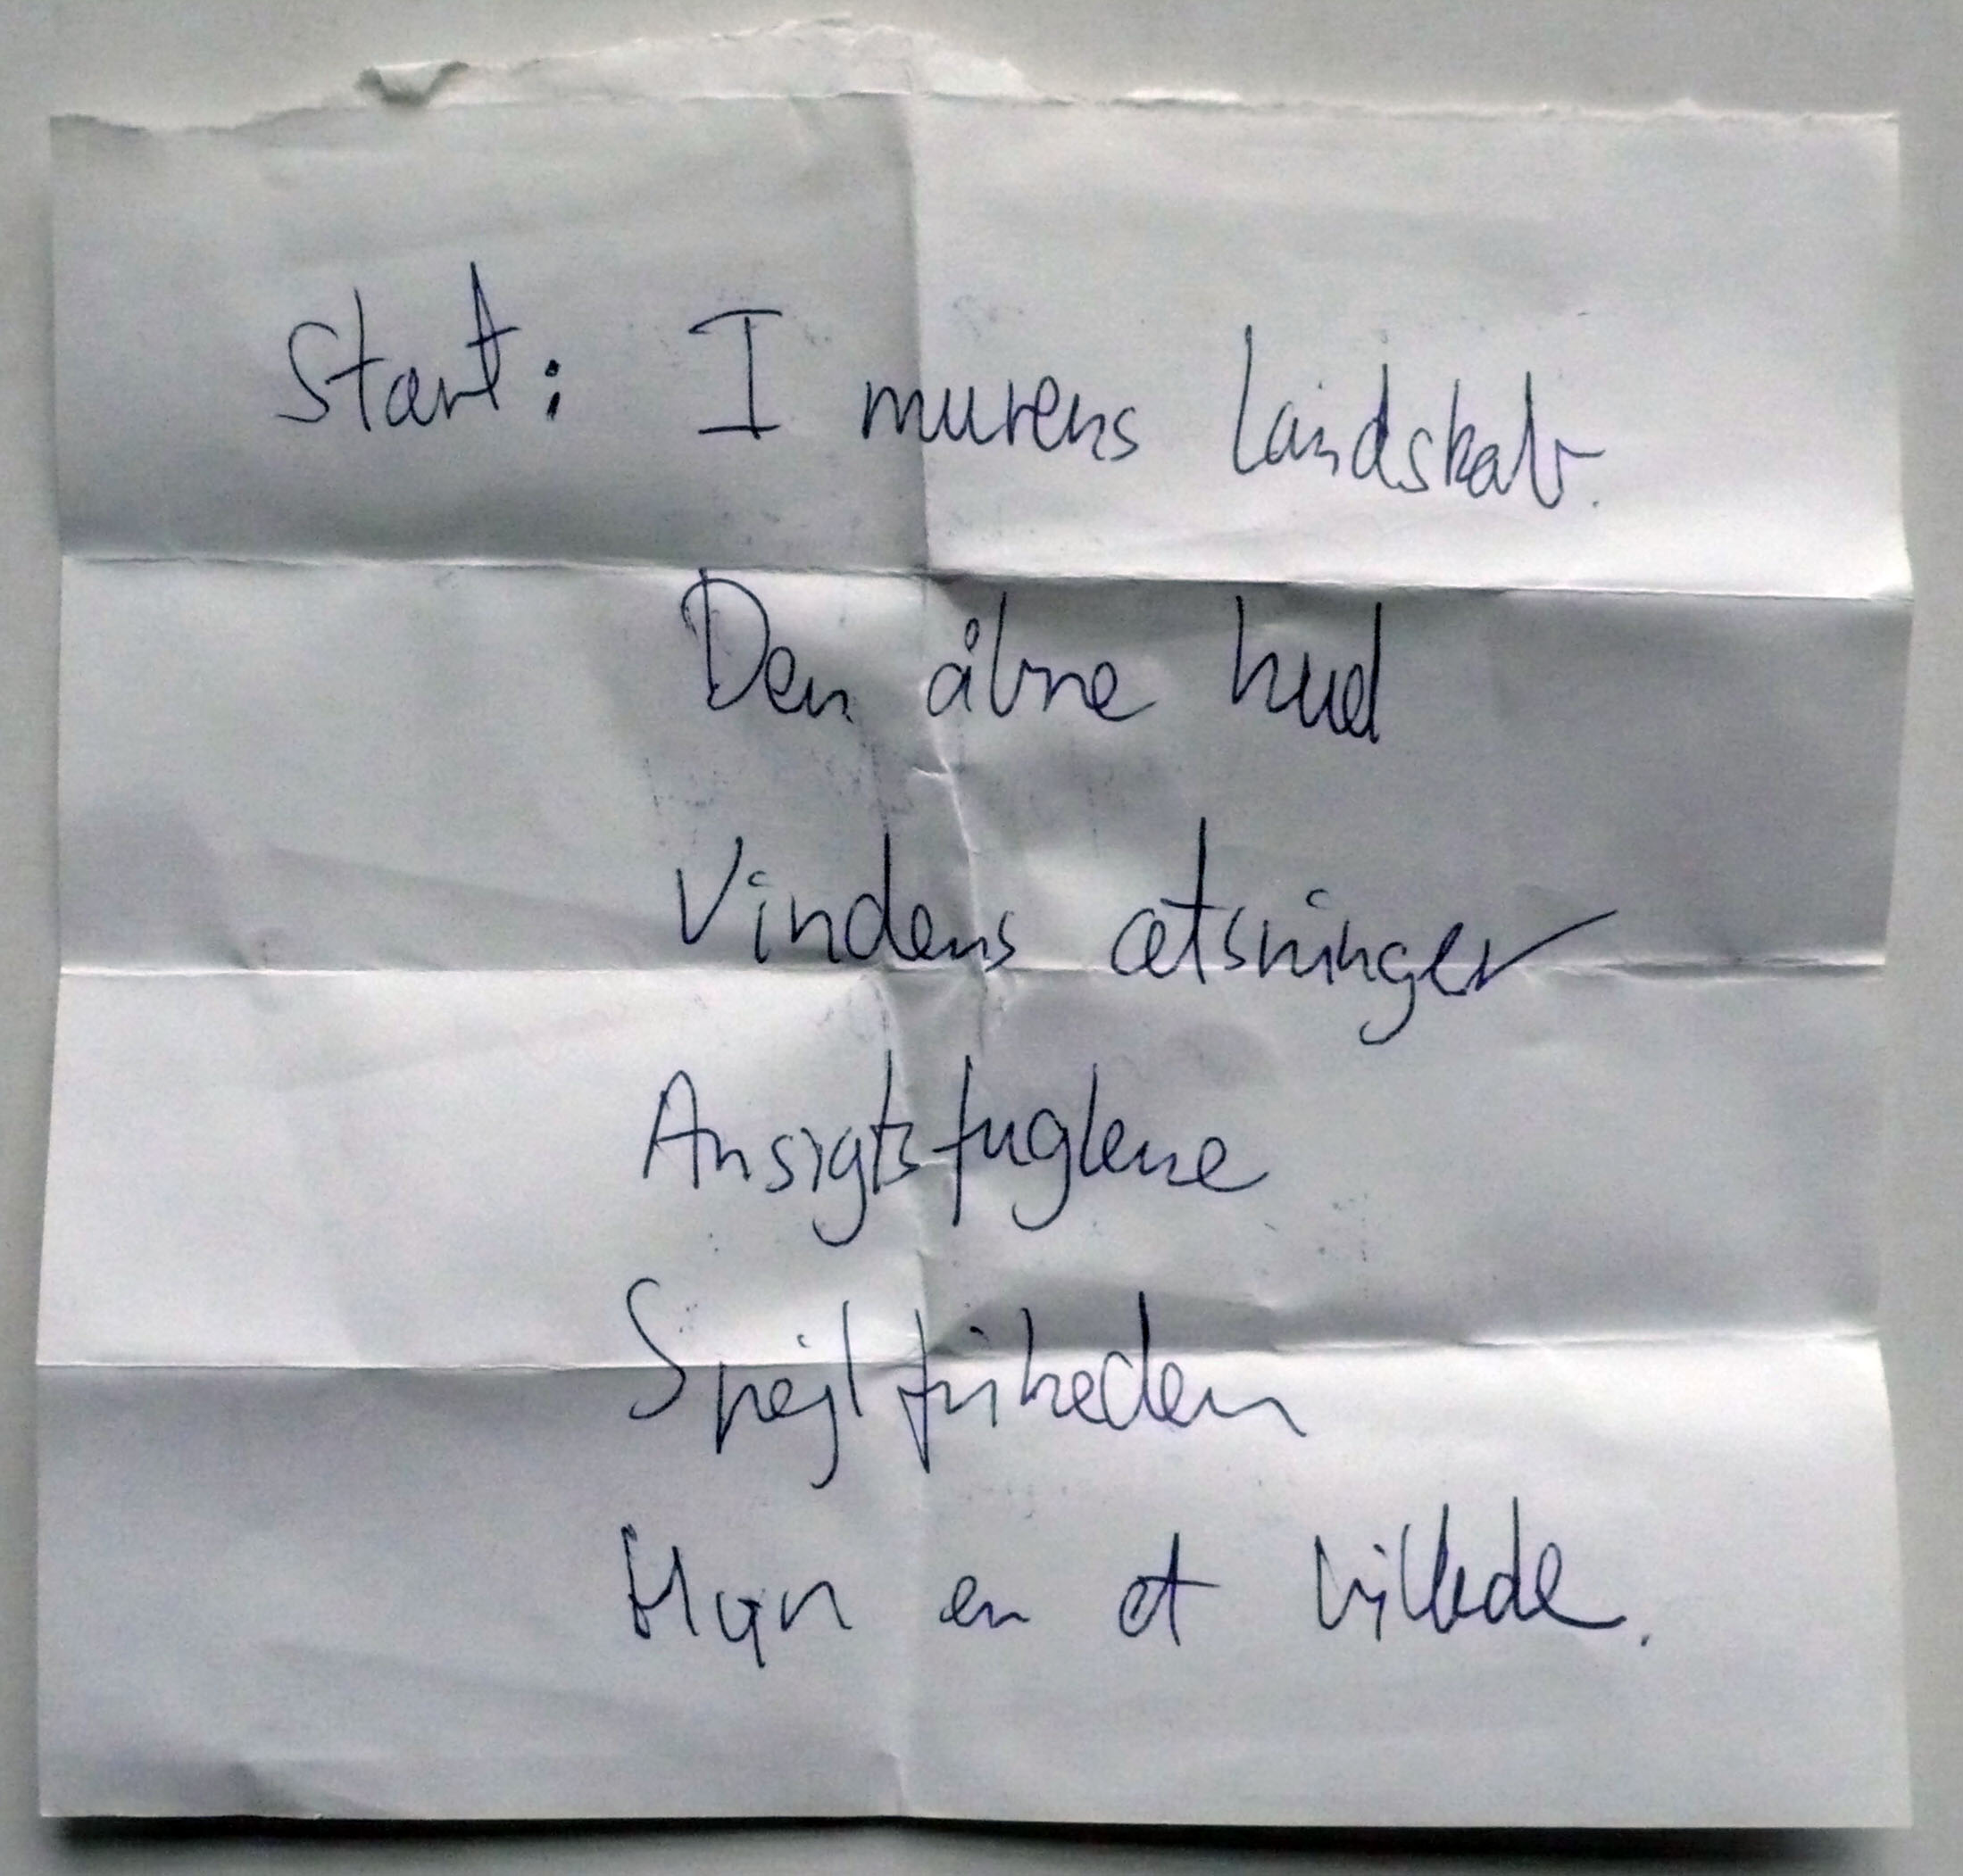 Start: I murens landskab.
Den åbne hud
Vindens ætsninger
Ansigtsfuglene
Spejlfriheden
Hun er et billede.